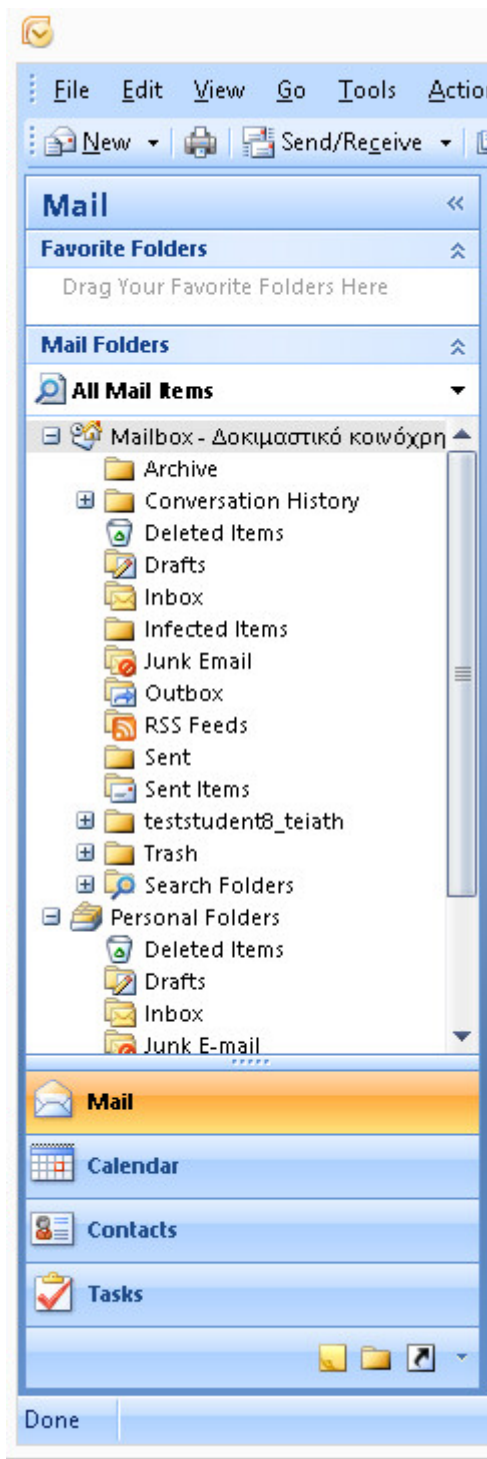 File Edit View Go Tools Actio
New Send/Receive
Mail
Favorite Folders
Drag Your Favorite Folders Here
Mail Folders
All Mail Items
Mailbox - Δοκιμαστικό κοινόχρη
Archive
Conversation History
Deleted Items
Drafts
Inbox
Infected Items
Junk Email
Outbox
RSS Feeds
Sent
Sent Items
teststudent8_teiath
Trash
Search Folders
Personal Folders
Deleted Items
Drafts
Inbox
Junk E-mail
Mail
Calendar
Contacts
Tasks
Done